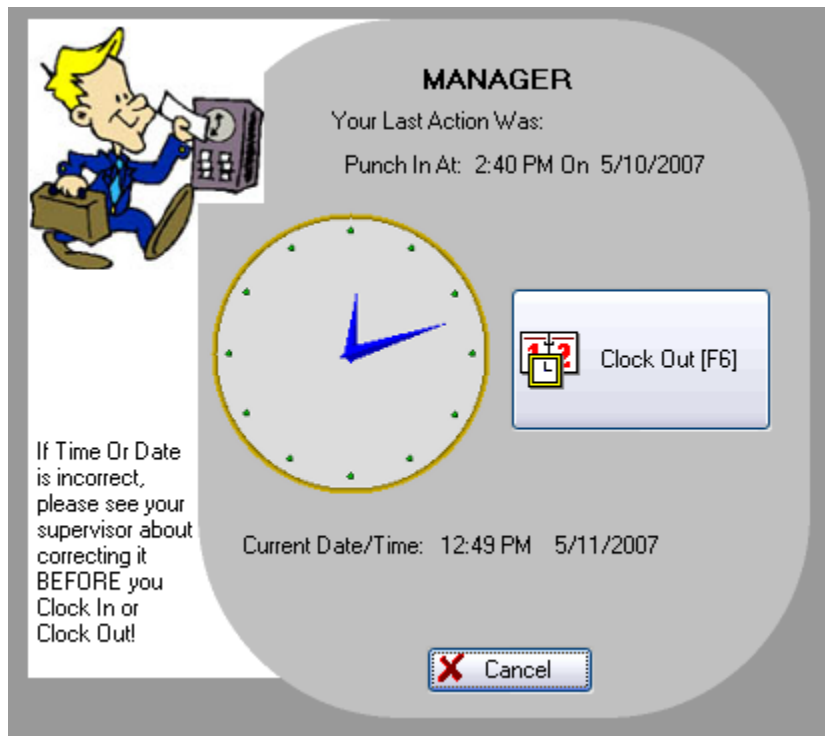 MANAGER
Your Last Action Was:
Punch In At: 2:40 PM On 5/10/2007
Clock Out [F6]
If Time Or Date
is incorrect,
please see your
supervisor about
correcting it
BEFORE you
Clock In or
Clock Out!
Current Date/Time: 12:49 PM 5/11/2007
Cancel